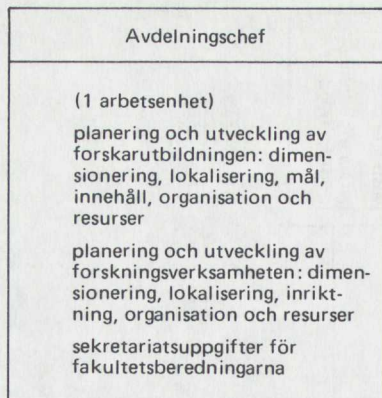 Avdelningschef
(1 arbetsenhet)
planering och utveckling av
forskarutbildningen: dimen-
sionering, lokalisering, mål,
innehåll, organisation och
resurser
planering och utveckling av
forskningsverksamheten: dimen-
sionering, lokalisering, inrikt-
ning, organisation och resurser
sekretariatsuppgifter för
fakultetsberedningarna